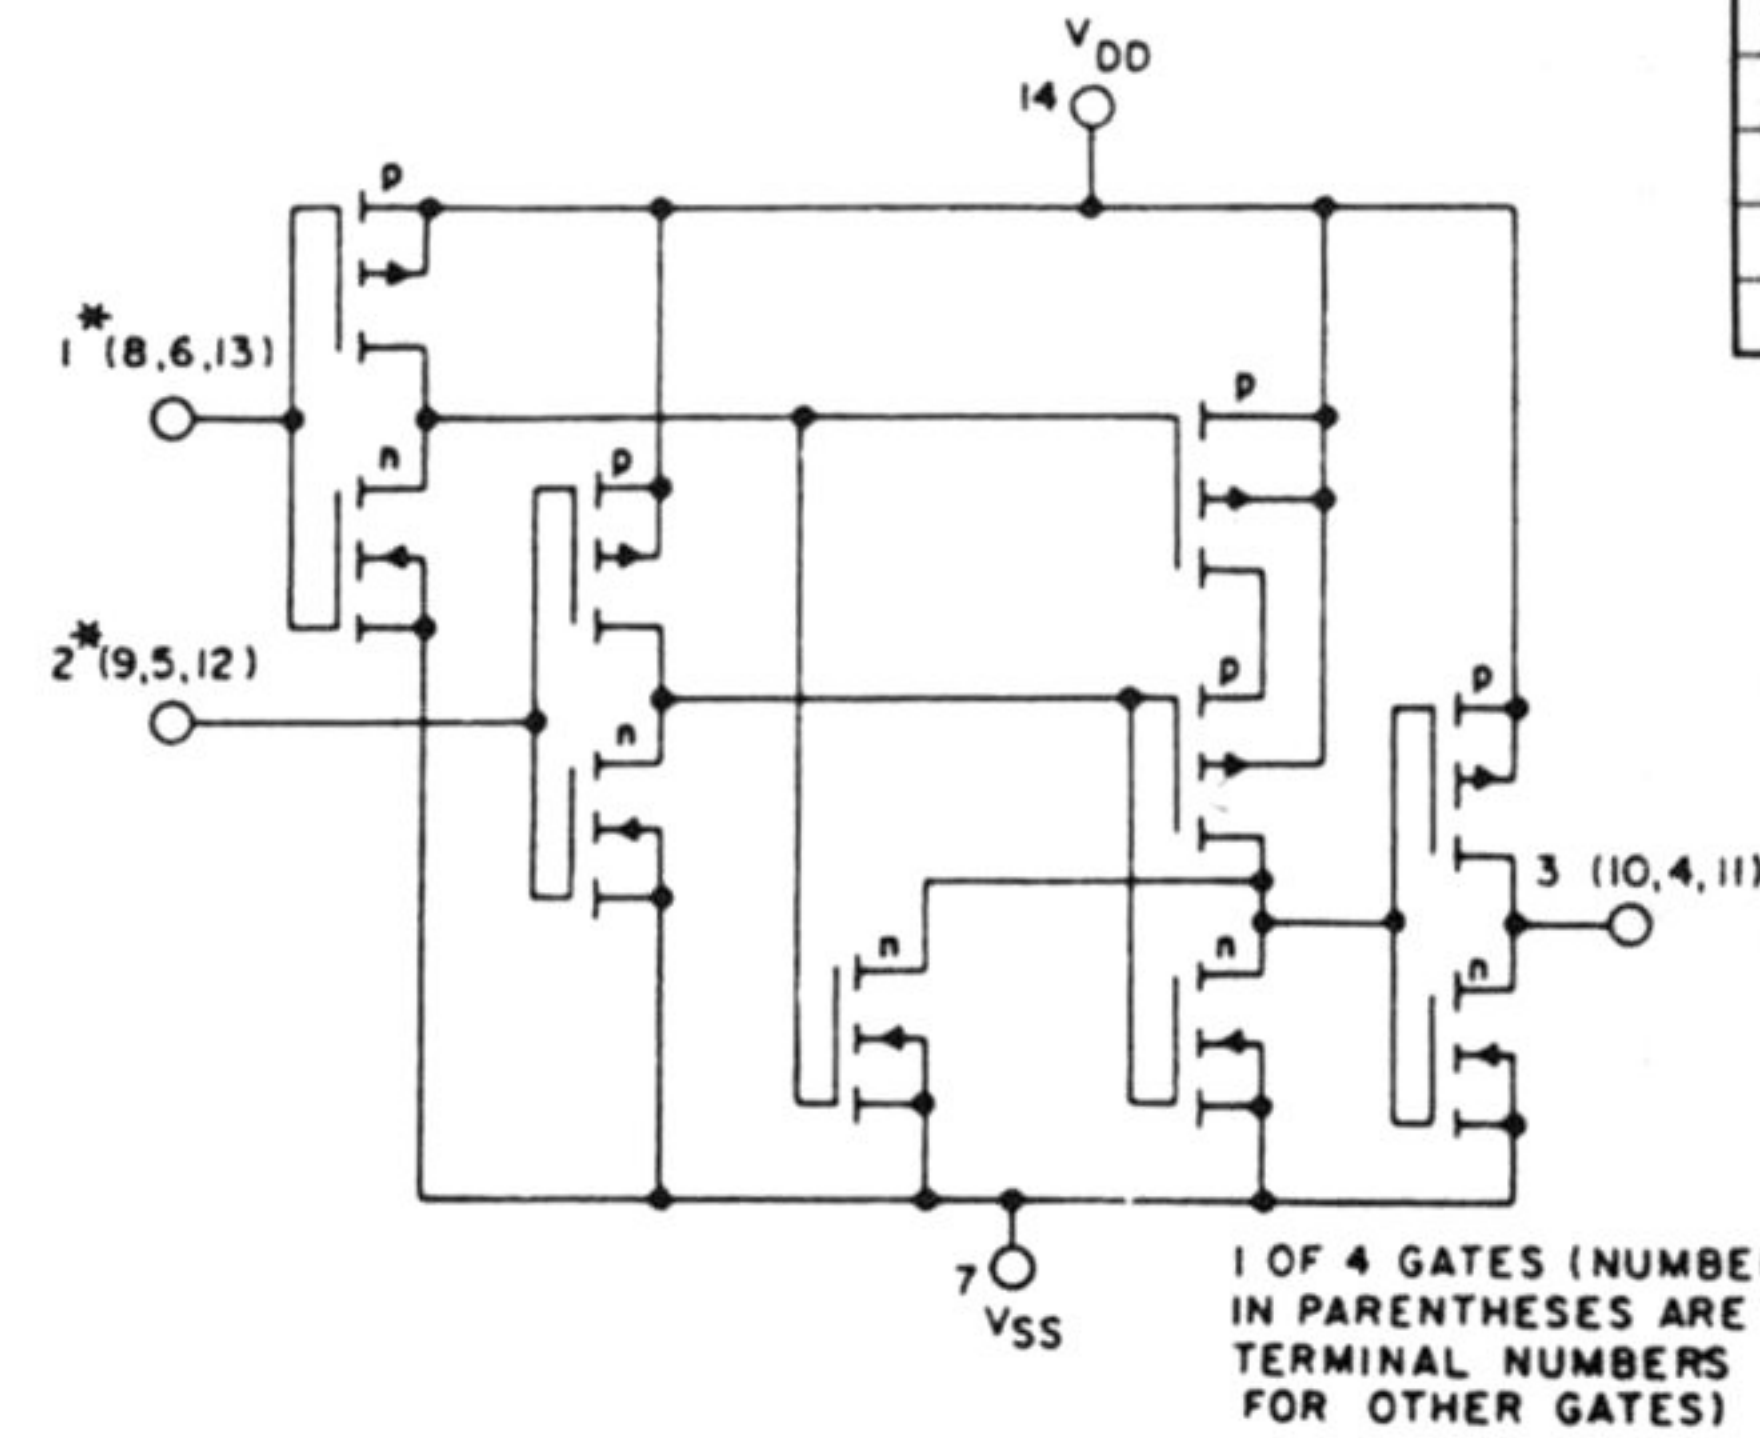 VDD
14
p
1*(8,6,13)
n
p
2*(9,5,12)
n
p
p
n
n
p
3 (10,4,11)
n
7
VSS
1 OF 4 GATES (NUMBE
IN PARENTHESES ARE
TERMINAL NUMBERS
FOR OTHER GATES)